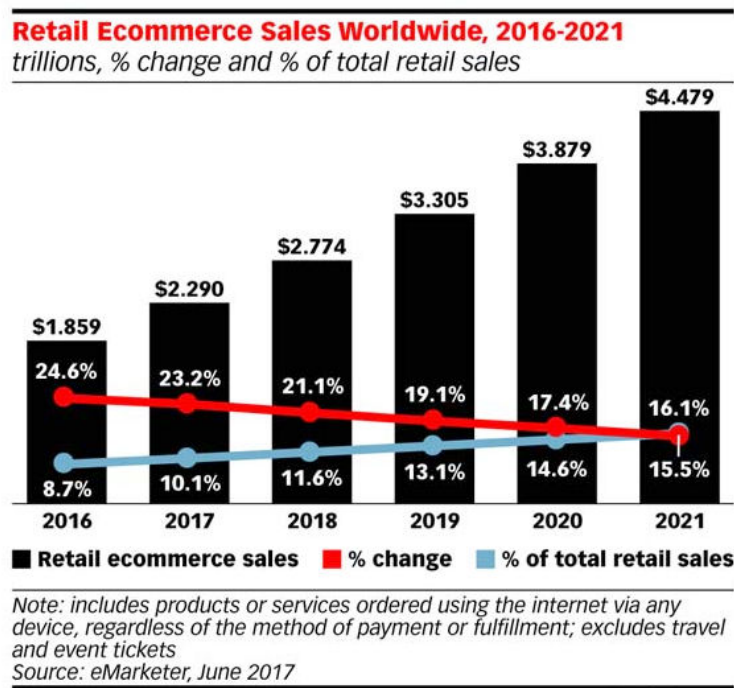 Retail Ecommerce Sales Worldwide, 2016-2021
trillions, % change and % of total retail sales
$4.479
$3.879
$3.305
$2.774
$2.290
$1.859
24.6%
23.2%
21.1%
19.1%
17.4%
16.1%
8.7%
10.1%
11.6%
13.1%
14.6%
15.5%
2016 2017 2018 2019 2020 2021
Retail ecommerce sales % change % of total retail sales
Note: includes products or services ordered using the internet via any
device, regardless of the method of payment or fulfillment; excludes travel
and event tickets
Source: eMarketer, June 2017